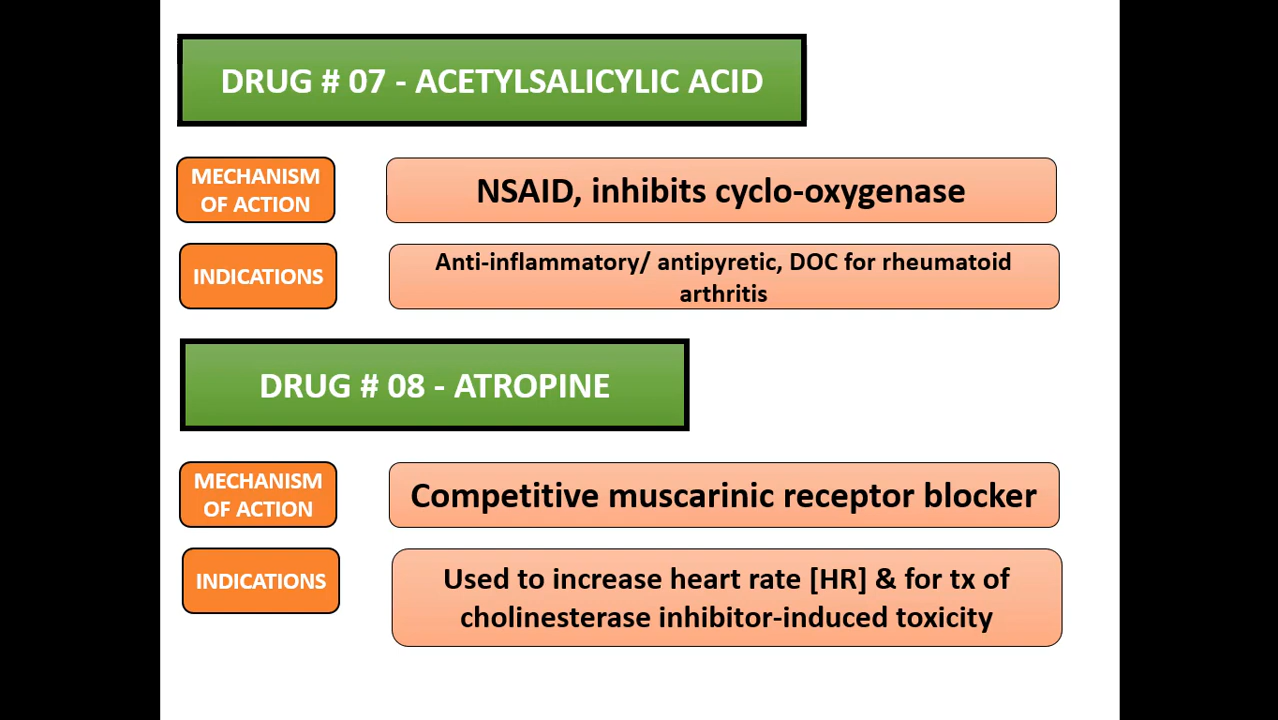 DRUG # 07 - ACETYLSALICYLIC ACID
MECHANISM
OF ACTION
NSAID, inhibits cyclo-oxygenase
INDICATIONS
Anti-inflammatory/ antipyretic, DOC for rheumatoid
arthritis
DRUG # 08 - ATROPINE
MECHANISM
OF ACTION
Competitive muscarinic receptor blocker
INDICATIONS
Used to increase heart rate [HR] & for tx of
cholinesterase inhibitor-induced toxicity